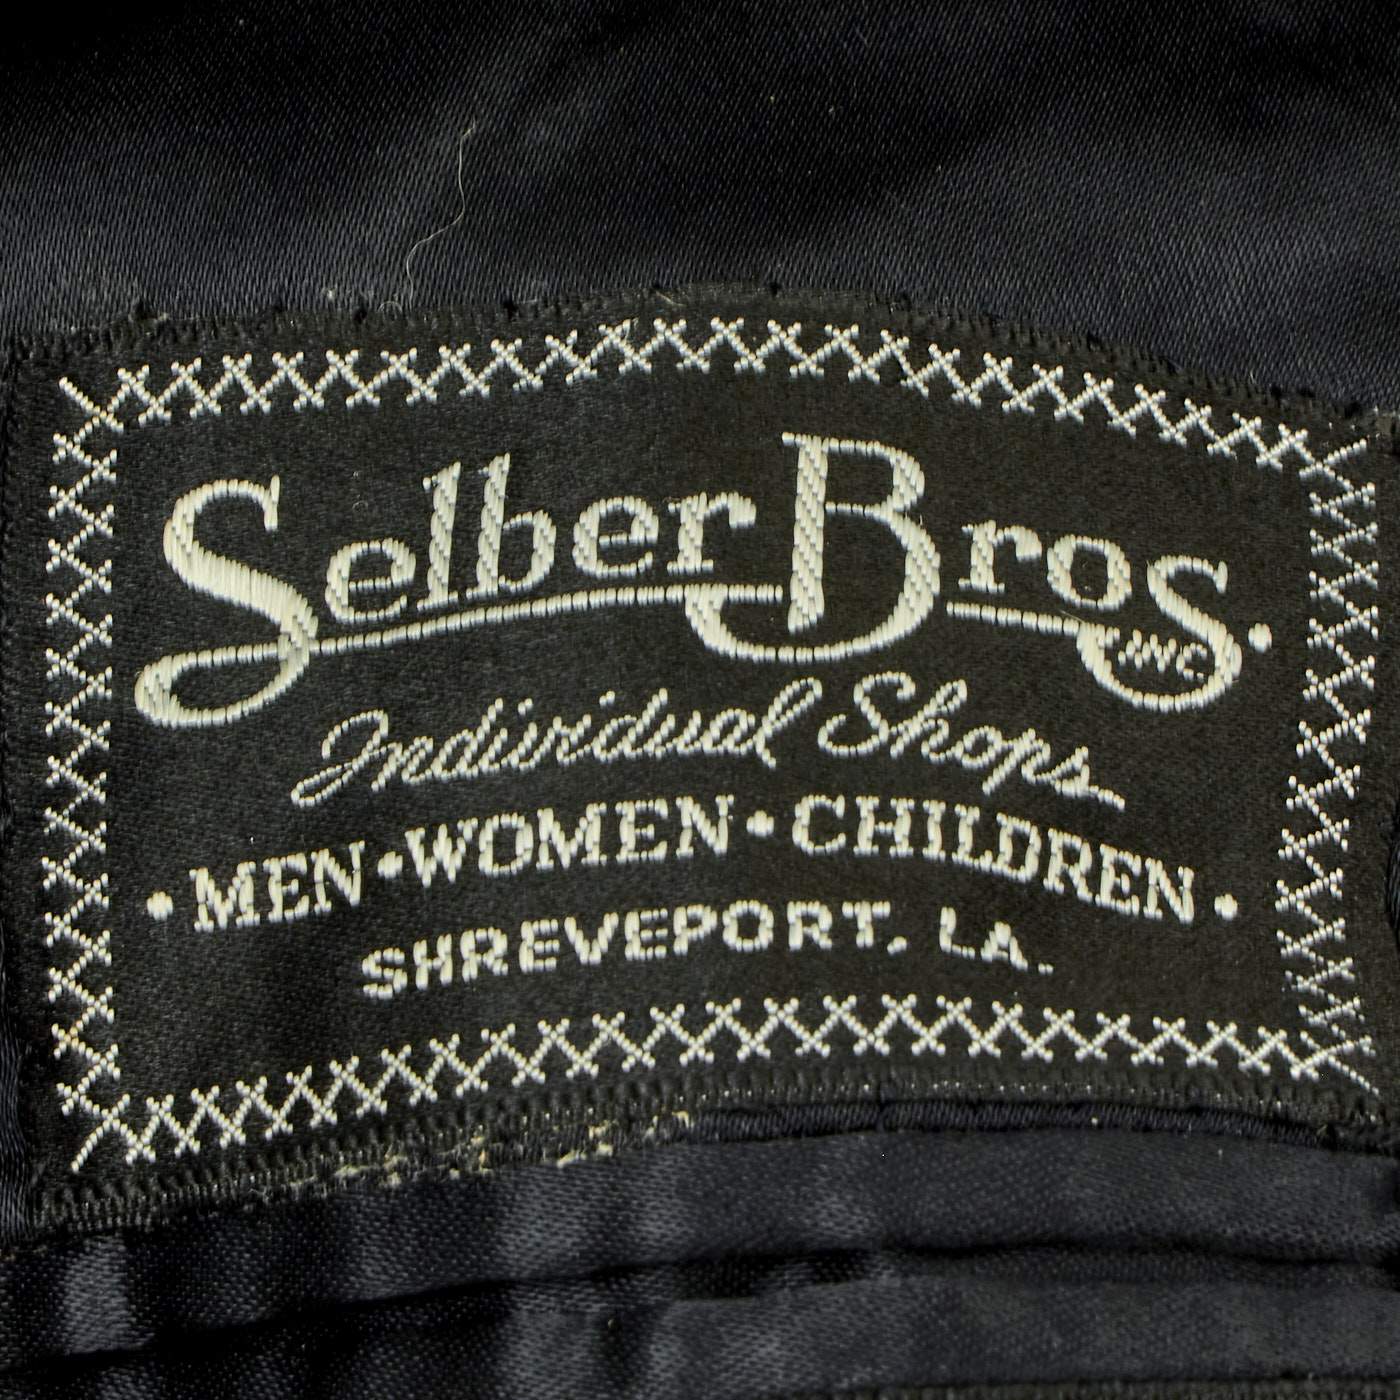 Selber Bros.
INC.
Individual Shops
• MEN • WOMEN • CHILDREN •
SHREVEPORT, LA.